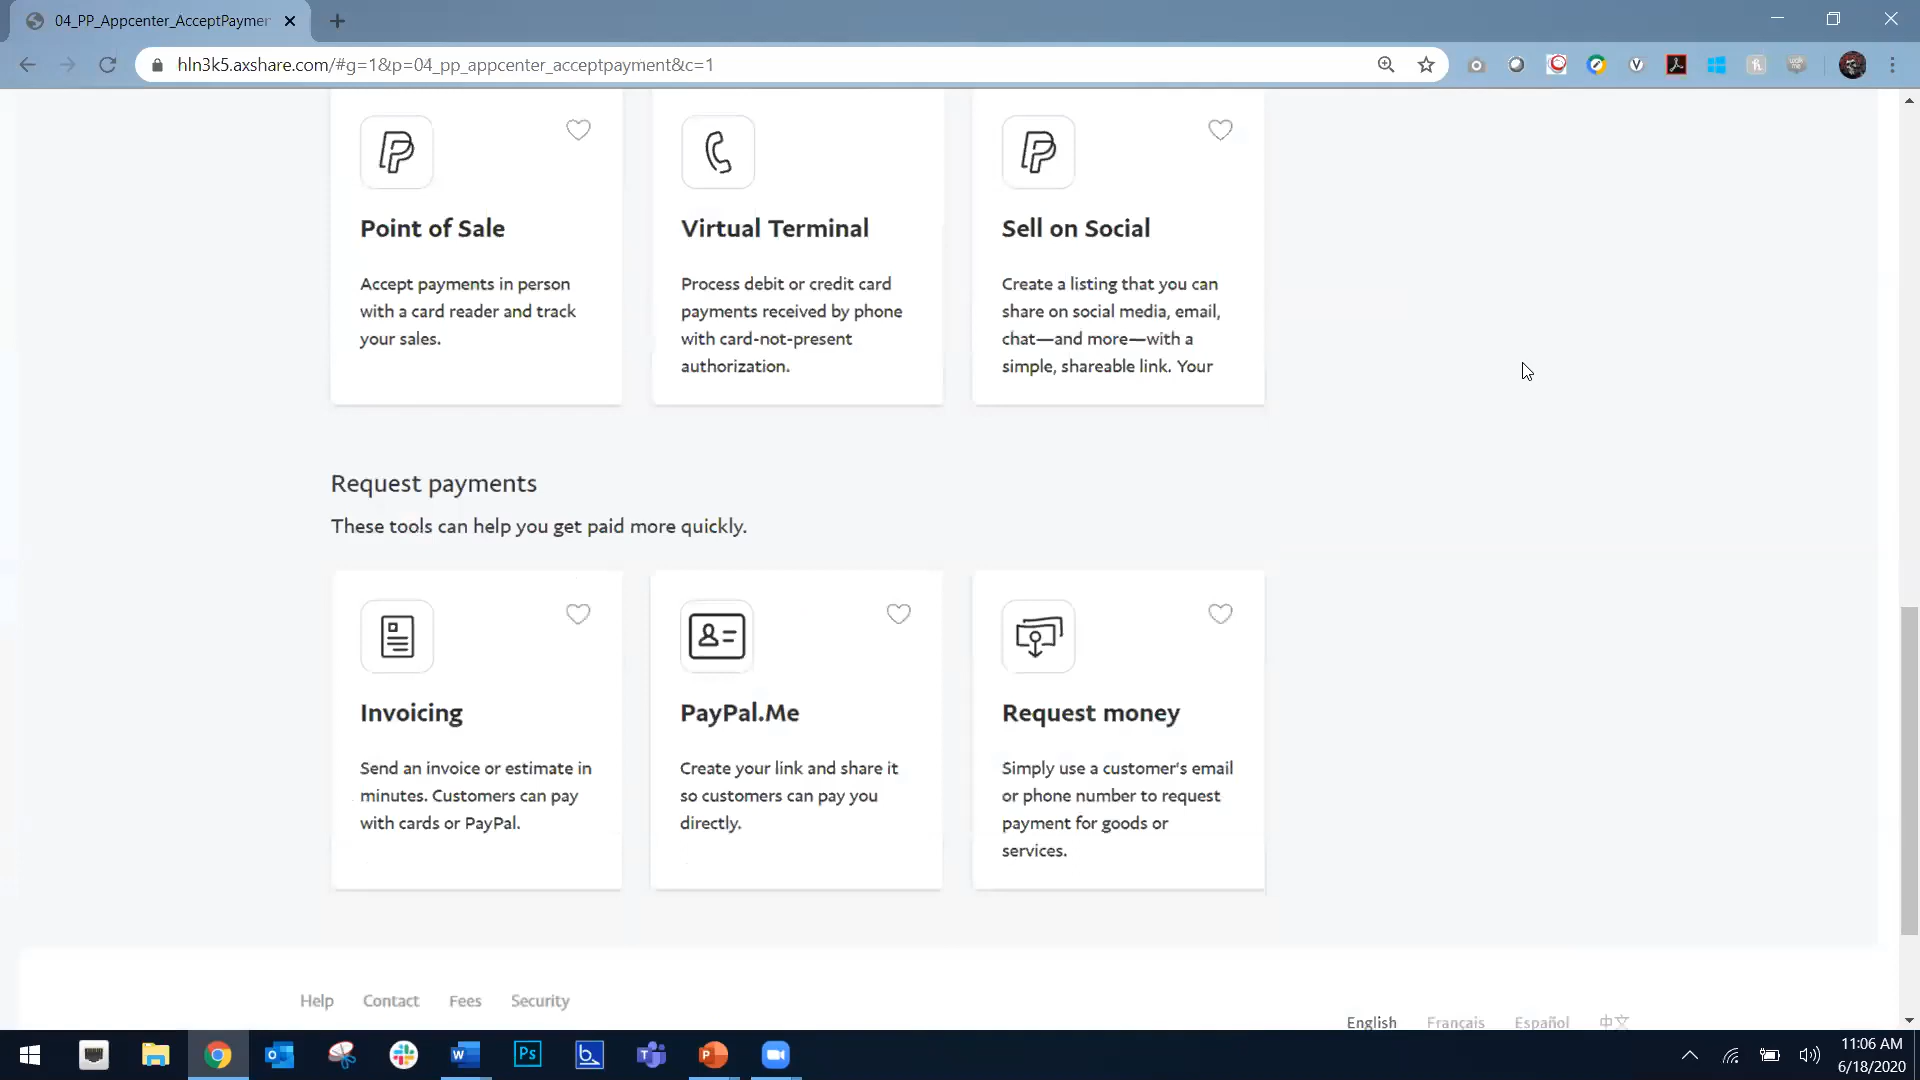 04_PP_Appcenter_AcceptPaymen
hln3k5.axshare.com/#g=1&p=04_pp_appcenter_acceptpayment&c=1
Point of Sale
Accept payments in person
with a card reader and track
your sales.
Virtual Terminal
Process debit or credit card
payments received by phone
with card-not-present
authorization.
Sell on Social
Create a listing that you can
share on social media, email,
chat—and more—with a
simple, shareable link. Your
Request payments
These tools can help you get paid more quickly.
Invoicing
Send an invoice or estimate in
minutes. Customers can pay
with cards or PayPal.
PayPal.Me
Create your link and share it
so customers can pay you
directly.
Request money
Simply use a customer's email
or phone number to request
payment for goods or
services.
Help Contact Fees Security
English Français Español 中文
11:06 AM
6/18/2020